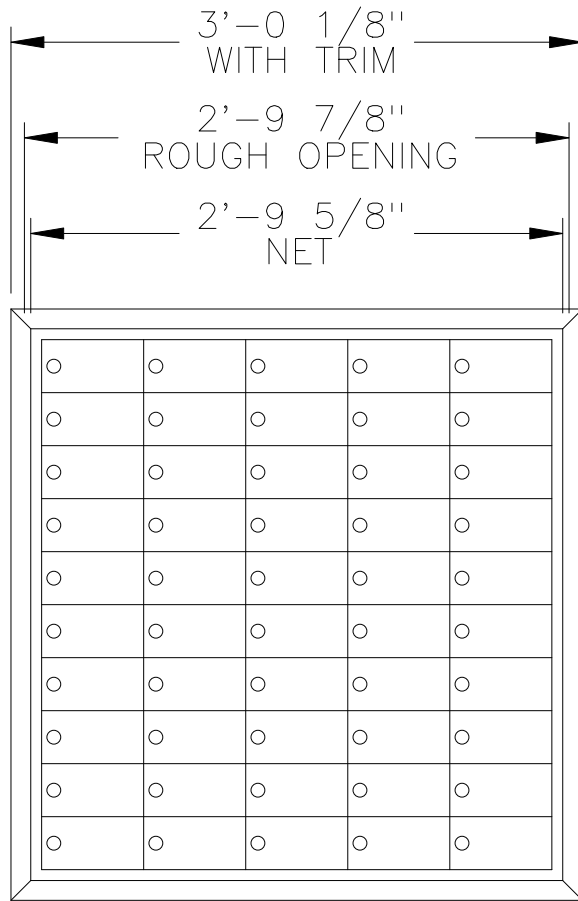 3'-0 1/8"
WITH TRIM
2'-9 7/8"
ROUGH OPENING
2'-9 5/8"
NET